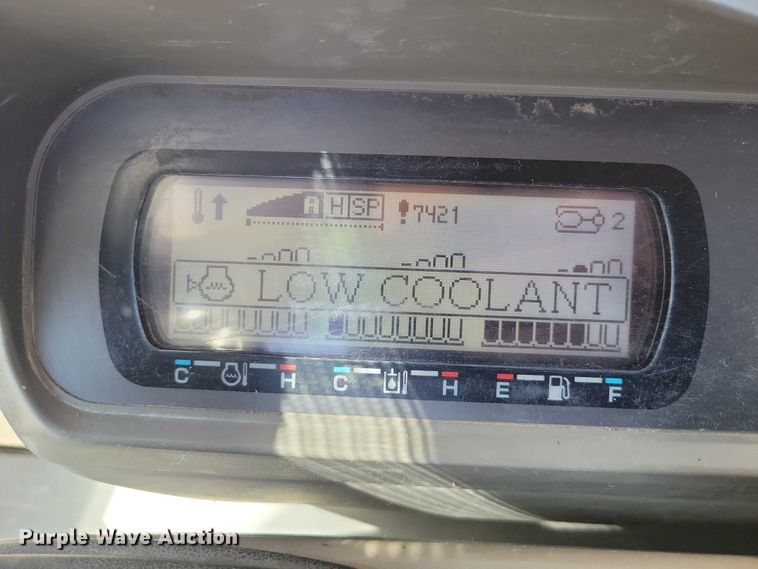 A H SP 7421 2
LOW COOLANT
C H C H E F
Purple Wave Auction